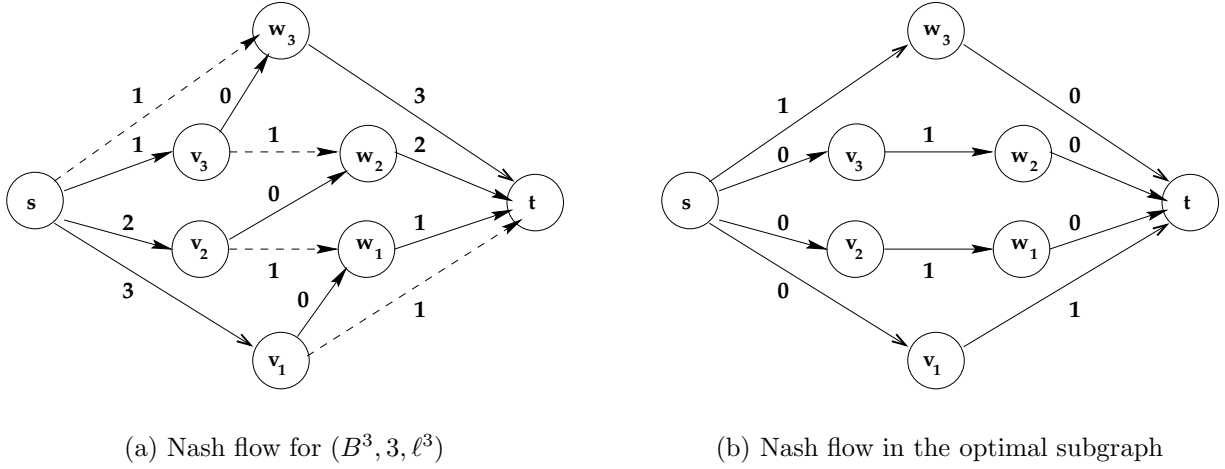 w₃
1
0
3
1
v₃
1
w₂
2
s
0
t
2
v₂
1
w₁
1
3
0
1
v₁
w₃
1
0
0
v₃
1
w₂
0
s
t
0
v₂
1
w₁
0
0
1
v₁
(a) Nash flow for (B³, 3, ℓ³)
(b) Nash flow in the optimal subgraph